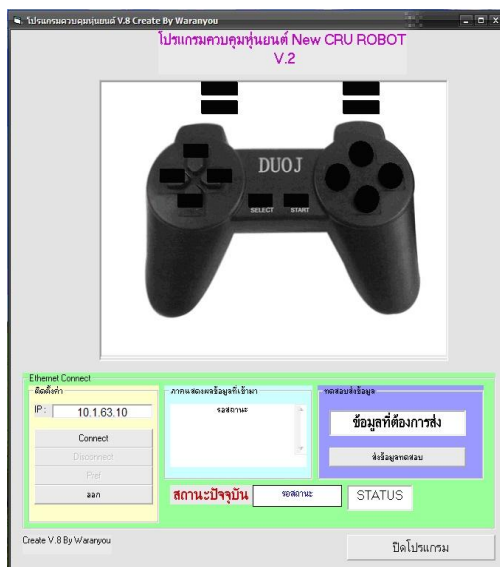 โปรแกรมควบคุมหุ่นยนต์ V.8 Create By Waranyou
โปรแกรมควบคุมหุ่นยนต์ New CRU ROBOT
V.2
DUOJ
SELECT START
Ethernet Connect
ติดตั้งค่า
IP : 10.1.63.10
Connect
Disconnect
Pref
ออก
ภาคแสดงผลข้อมูลที่เข้ามา
รอสถานะ
ทดสอบส่งข้อมูล
ข้อมูลที่ต้องการส่ง
ส่งข้อมูลทดสอบ
สถานะปัจจุบัน รอสถานะ STATUS
Create V.8 By Waranyou
ปิดโปรแกรม